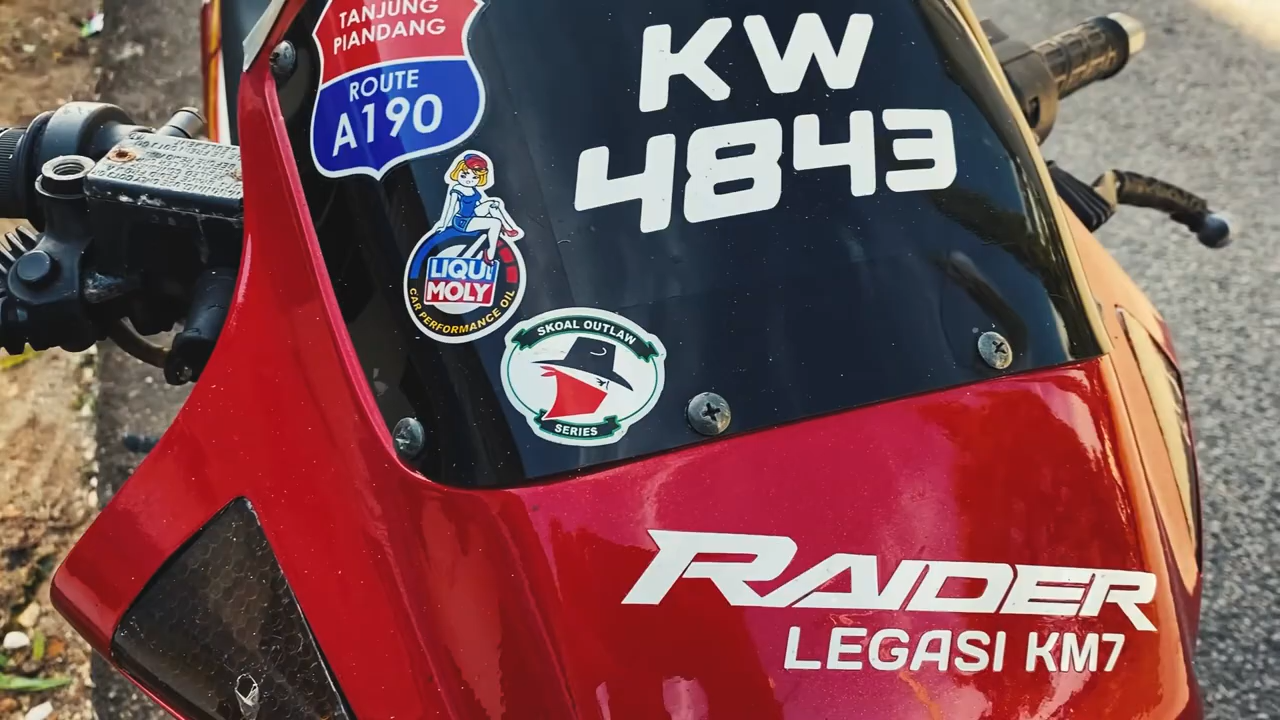 TANJUNG
PIANDANG
ROUTE
A190
KW
4843
LIQUI
MOLY
CAR PERFORMANCE OIL
SKOAL OUTLAW
SERIES
RAIDER
LEGASI KM7